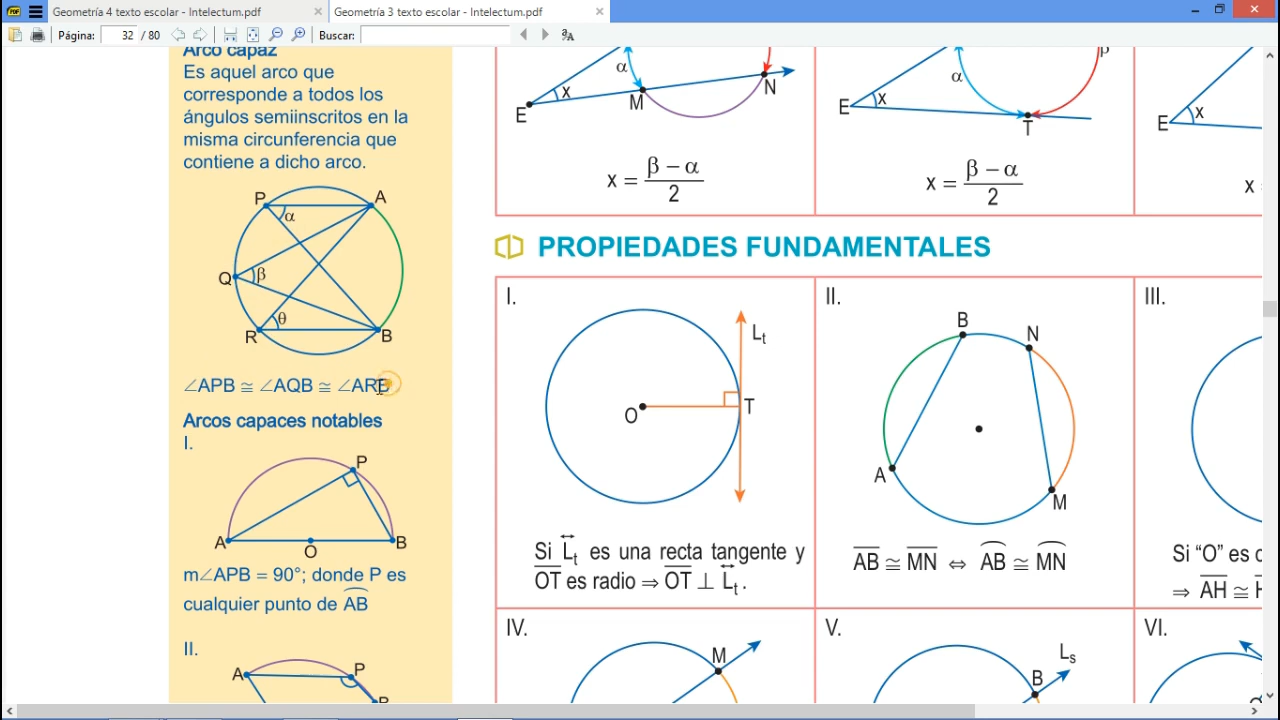 Geometría 4 texto escolar - Intelectum.pdf
Geometría 3 texto escolar - Intelectum.pdf
Página: 32 / 80 Buscar:
Arco capaz
Es aquel arco que
corresponde a todos los
ángulos semiinscritos en la
misma circunferencia que
contiene a dicho arco.
P A
α
Q β
θ
R B
∠APB ≅ ∠AQB ≅ ∠ARB
Arcos capaces notables
I.
P
A O B
m∠APB = 90°; donde P es
cualquier punto de AB
II.
A P
B
α N
x M
E
x = (β − α)/2
β
α
x
E T
x = (β − α)/2
x
E
x
PROPIEDADES FUNDAMENTALES
I.
Lt
O T
Si Lt es una recta tangente y
OT es radio ⇒ OT ⊥ Lt.
II.
B N
A M
AB ≅ MN ⇔ AB ≅ MN
III.
Si "O" es
⇒ AH ≅
IV.
M
V.
Ls
B
VI.